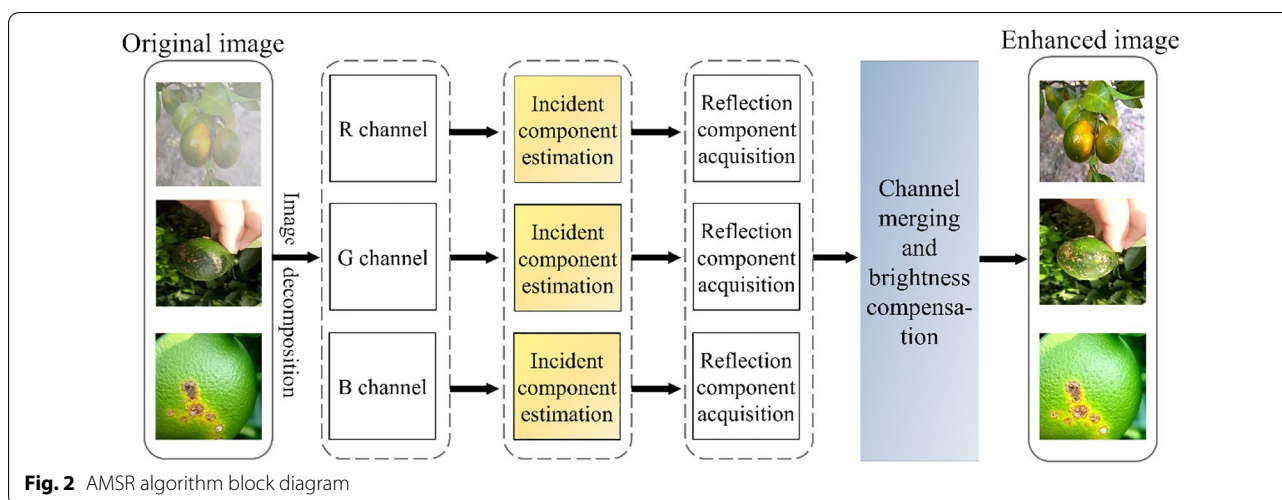 Original image
Enhanced image
Image
decomposition
R channel
Incident
component
estimation
Reflection
component
acquisition
G channel
Incident
component
estimation
Reflection
component
acquisition
B channel
Incident
component
estimation
Reflection
component
acquisition
Channel
merging
and
brightness
compensa-
tion
Fig. 2 AMSR algorithm block diagram